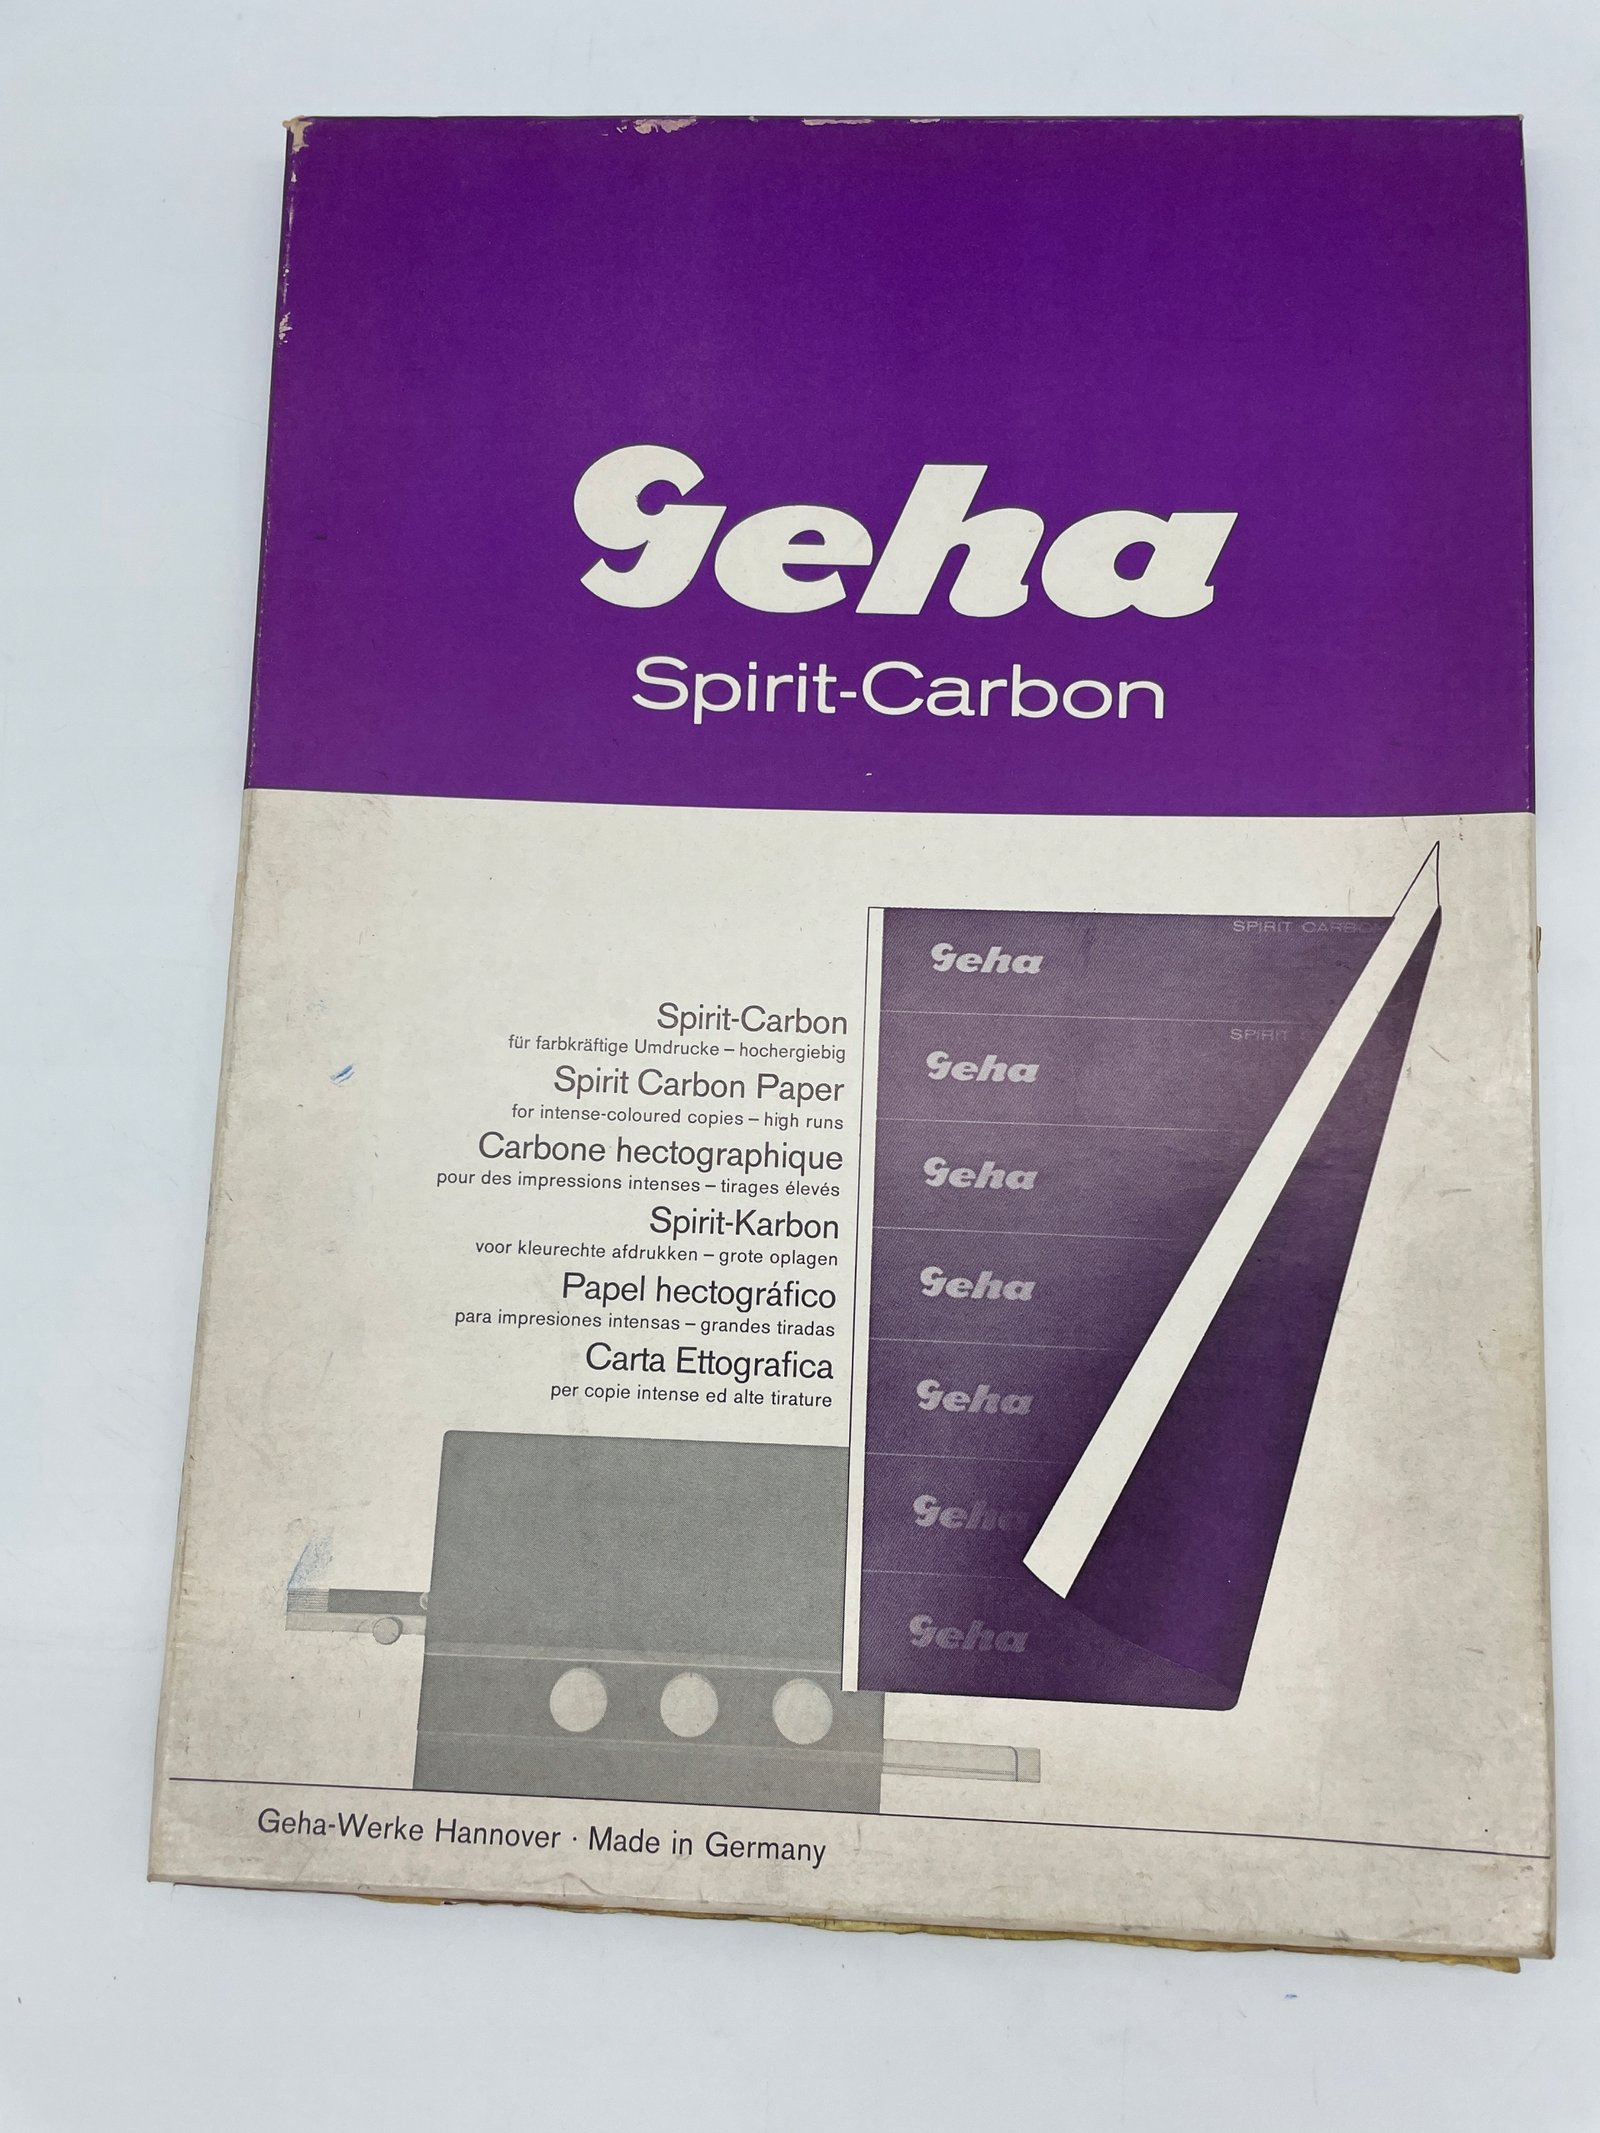 Geha
Spirit-Carbon
Spirit-Carbon
für farbkräftige Umdrucke – hochergiebig
Spirit Carbon Paper
for intense-coloured copies – high runs
Carbone hectographique
pour des impressions intenses – tirages élevés
Spirit-Karbon
voor kleurechte afdrukken – grote oplagen
Papel hectográfico
para impresiones intensas – grandes tiradas
Carta Ettografica
per copie intense ed alte tirature
Geha SPIRIT CARBON
Geha SPIRIT
Geha
Geha
Geha
Geha
Geha
Geha-Werke Hannover · Made in Germany